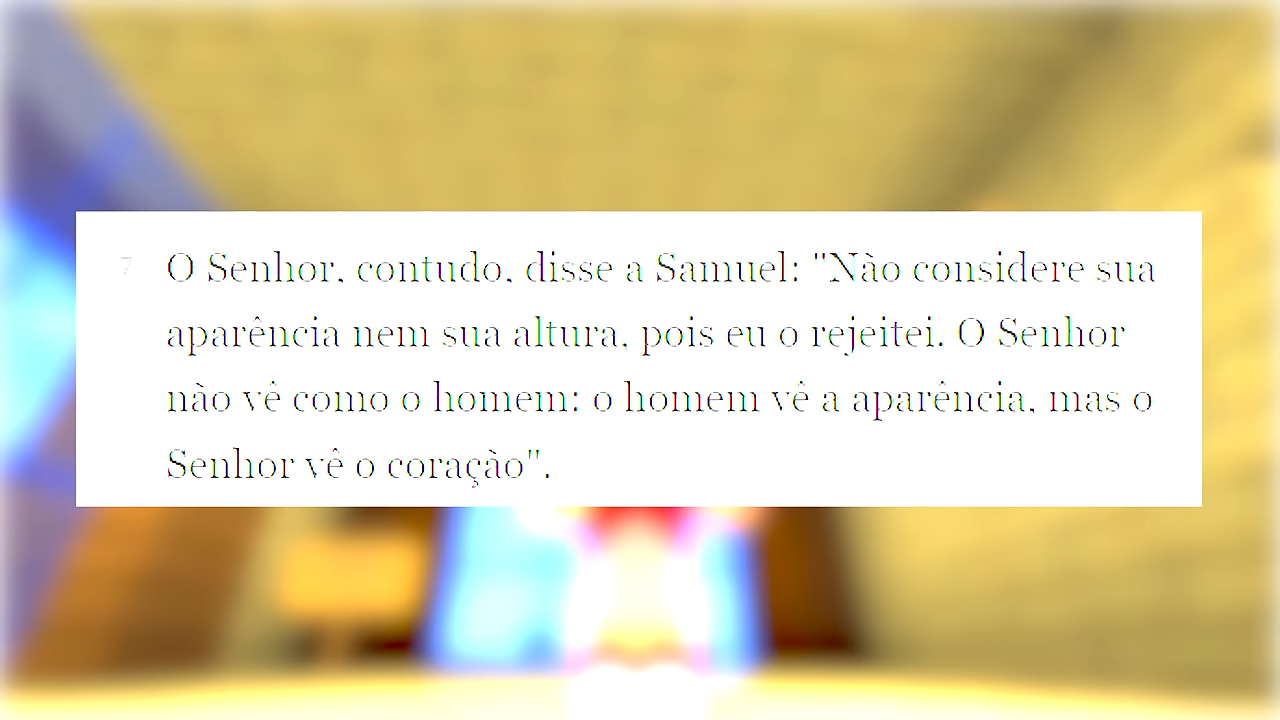 7 O Senhor, contudo, disse a Samuel: "Não considere sua
aparência nem sua altura, pois eu o rejeitei. O Senhor
não vê como o homem: o homem vê a aparência, mas o
Senhor vê o coração".